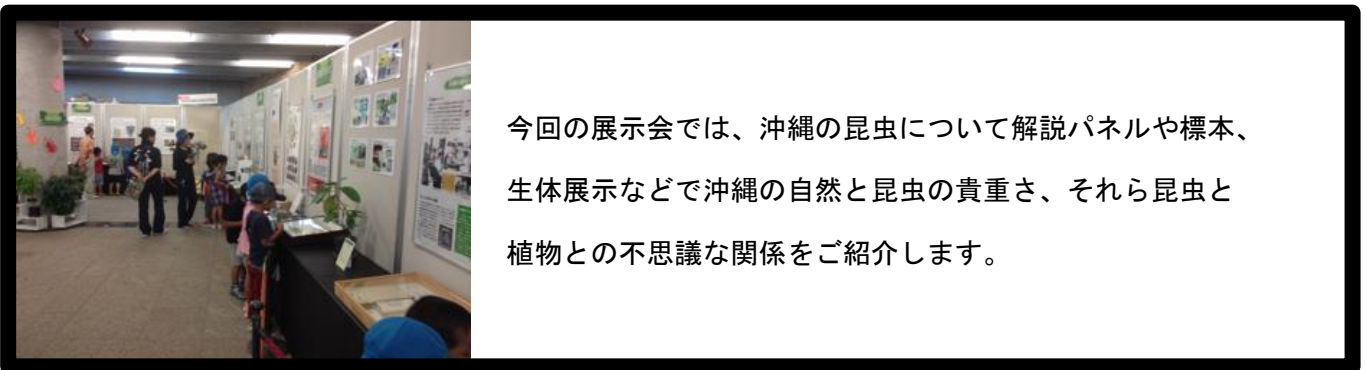 今回の展示会では、沖縄の昆虫について解説パネルや標本、
生体展示などで沖縄の自然と昆虫の貴重さ、それら昆虫と
植物との不思議な関係をご紹介します。